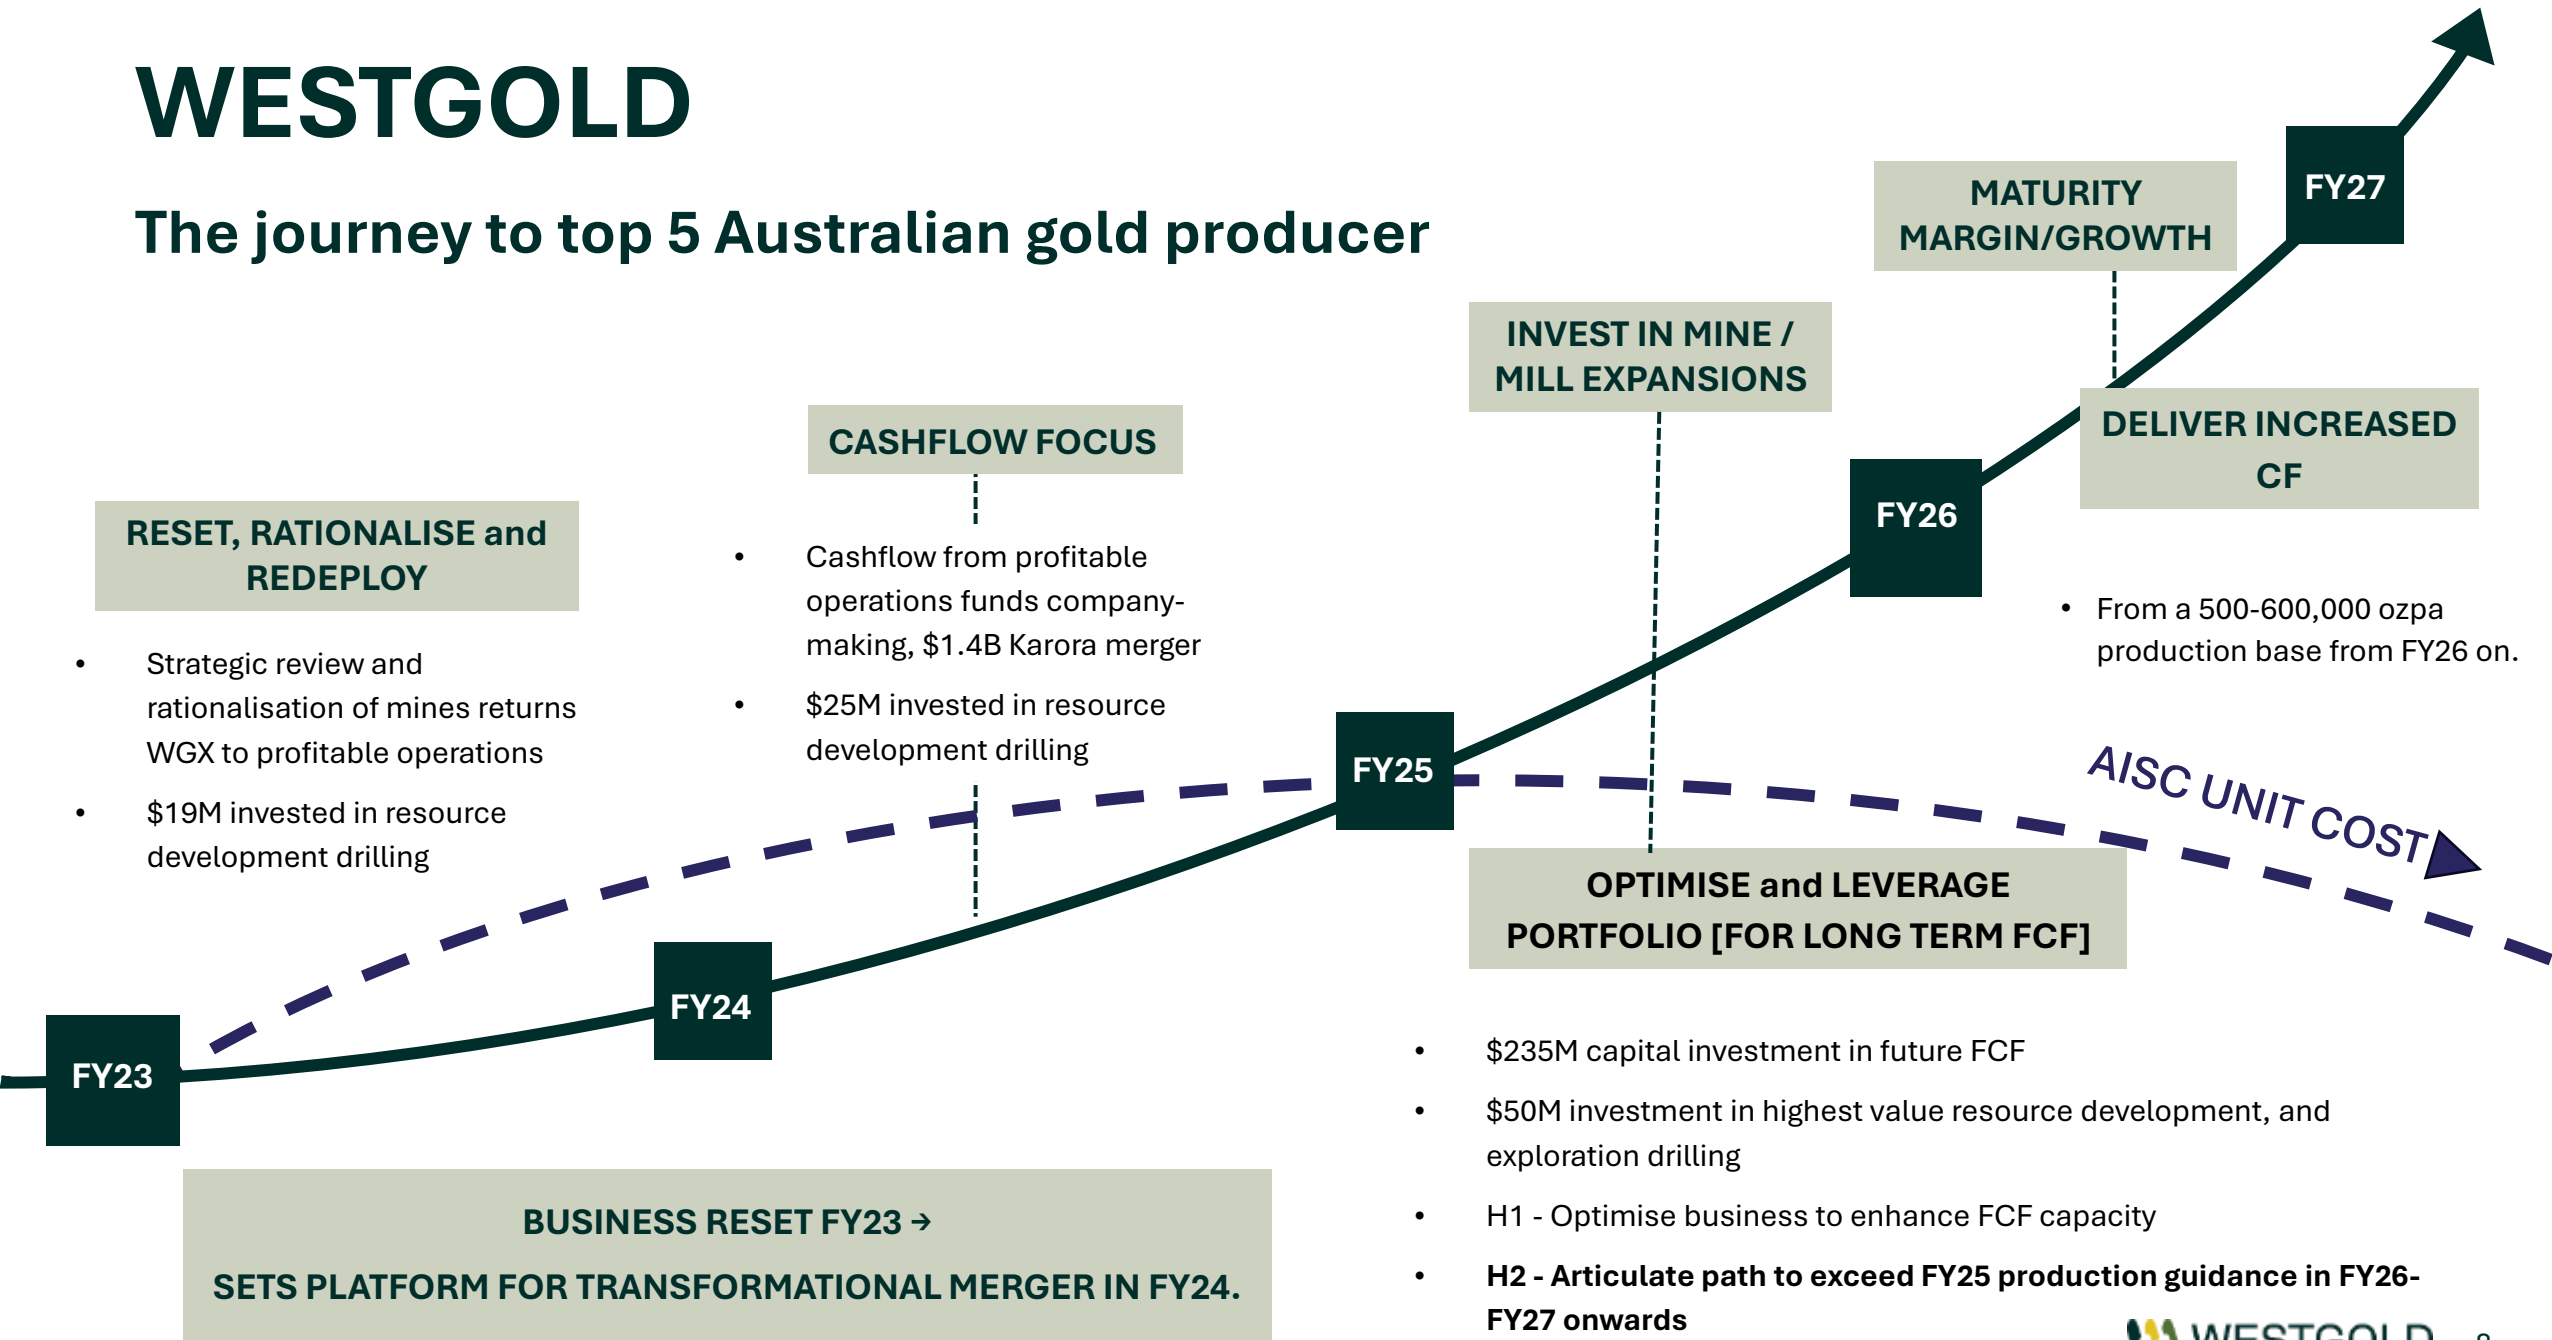 WESTGOLD
The journey to top 5 Australian gold producer
FY27
MATURITY
MARGIN/GROWTH
INVEST IN MINE /
MILL EXPANSIONS
DELIVER INCREASED
CF
CASHFLOW FOCUS
FY26
RESET, RATIONALISE and
REDEPLOY
• Cashflow from profitable
operations funds company-
making, $1.4B Karora merger
• $25M invested in resource
development drilling
• From a 500-600,000 ozpa
production base from FY26 on.
• Strategic review and
rationalisation of mines returns
WGX to profitable operations
• $19M invested in resource
development drilling
FY25
AISC UNIT COST
OPTIMISE and LEVERAGE
PORTFOLIO [FOR LONG TERM FCF]
FY24
FY23
• $235M capital investment in future FCF
• $50M investment in highest value resource development, and
exploration drilling
• H1 - Optimise business to enhance FCF capacity
• H2 - Articulate path to exceed FY25 production guidance in FY26-
FY27 onwards
BUSINESS RESET FY23 →
SETS PLATFORM FOR TRANSFORMATIONAL MERGER IN FY24.
WESTGOLD